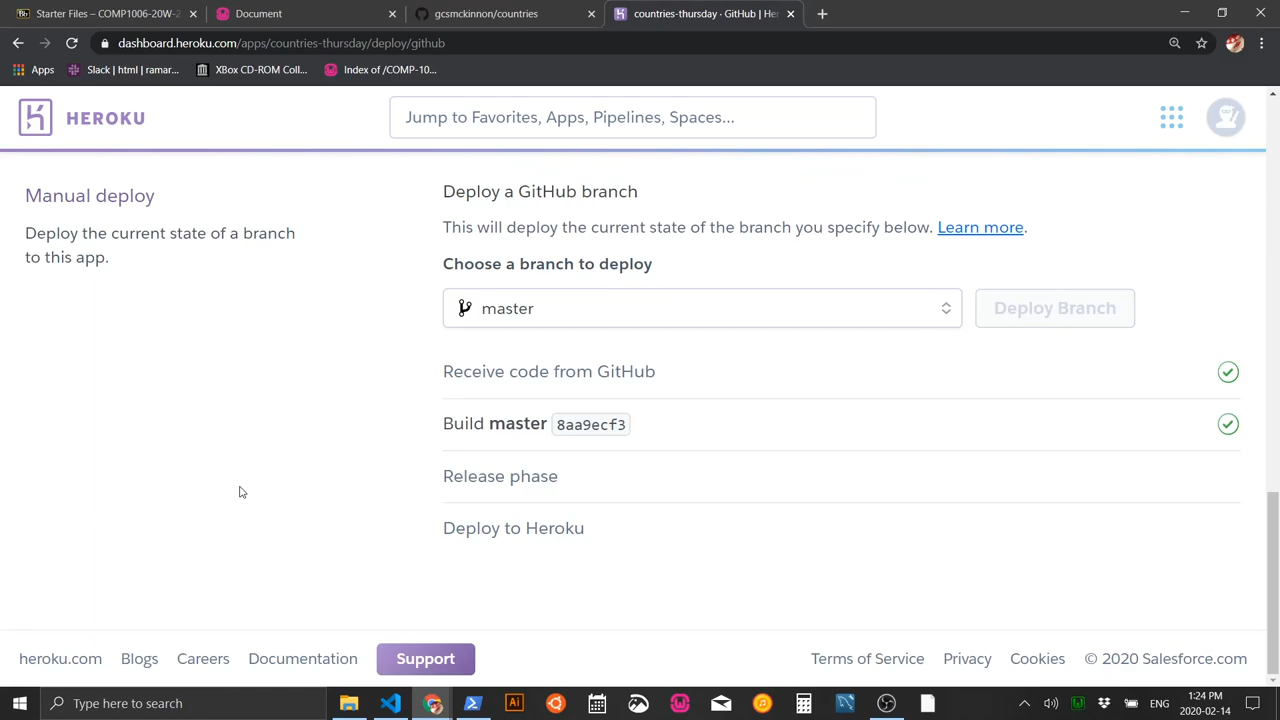 Starter Files – COMP1006-20W-2
Document
gcsmckinnon/countries
countries-thursday · GitHub | He
dashboard.heroku.com/apps/countries-thursday/deploy/github
Apps
Slack | html | ramar...
XBox CD-ROM Coll...
Index of /COMP-10...
HEROKU
Jump to Favorites, Apps, Pipelines, Spaces...
Manual deploy
Deploy the current state of a branch
to this app.
Deploy a GitHub branch
This will deploy the current state of the branch you specify below. Learn more.
Choose a branch to deploy
master
Deploy Branch
Receive code from GitHub
Build master 8aa9ecf3
Release phase
Deploy to Heroku
heroku.com
Blogs
Careers
Documentation
Support
Terms of Service
Privacy
Cookies
© 2020 Salesforce.com
Type here to search
Ai
ENG
1:24 PM
2020-02-14